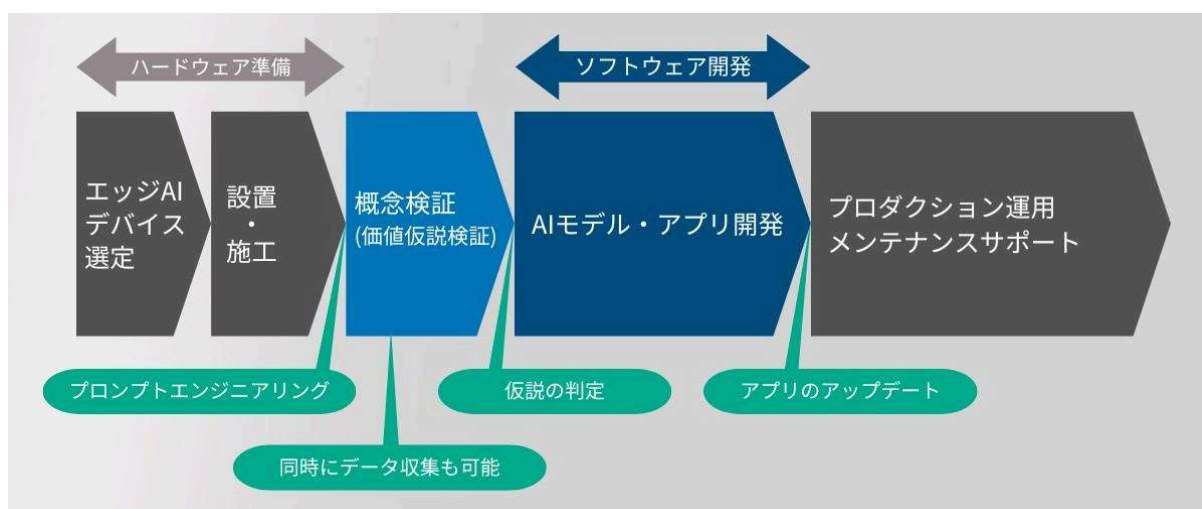 ハードウェア準備
ソフトウェア開発
エッジAI
デバイス
選定
設置
・
施工
概念検証
(価値仮説検証)
AIモデル・アプリ開発
プロダクション運用
メンテナンスサポート
プロンプトエンジニアリング
仮説の判定
アプリのアップデート
同時にデータ収集も可能